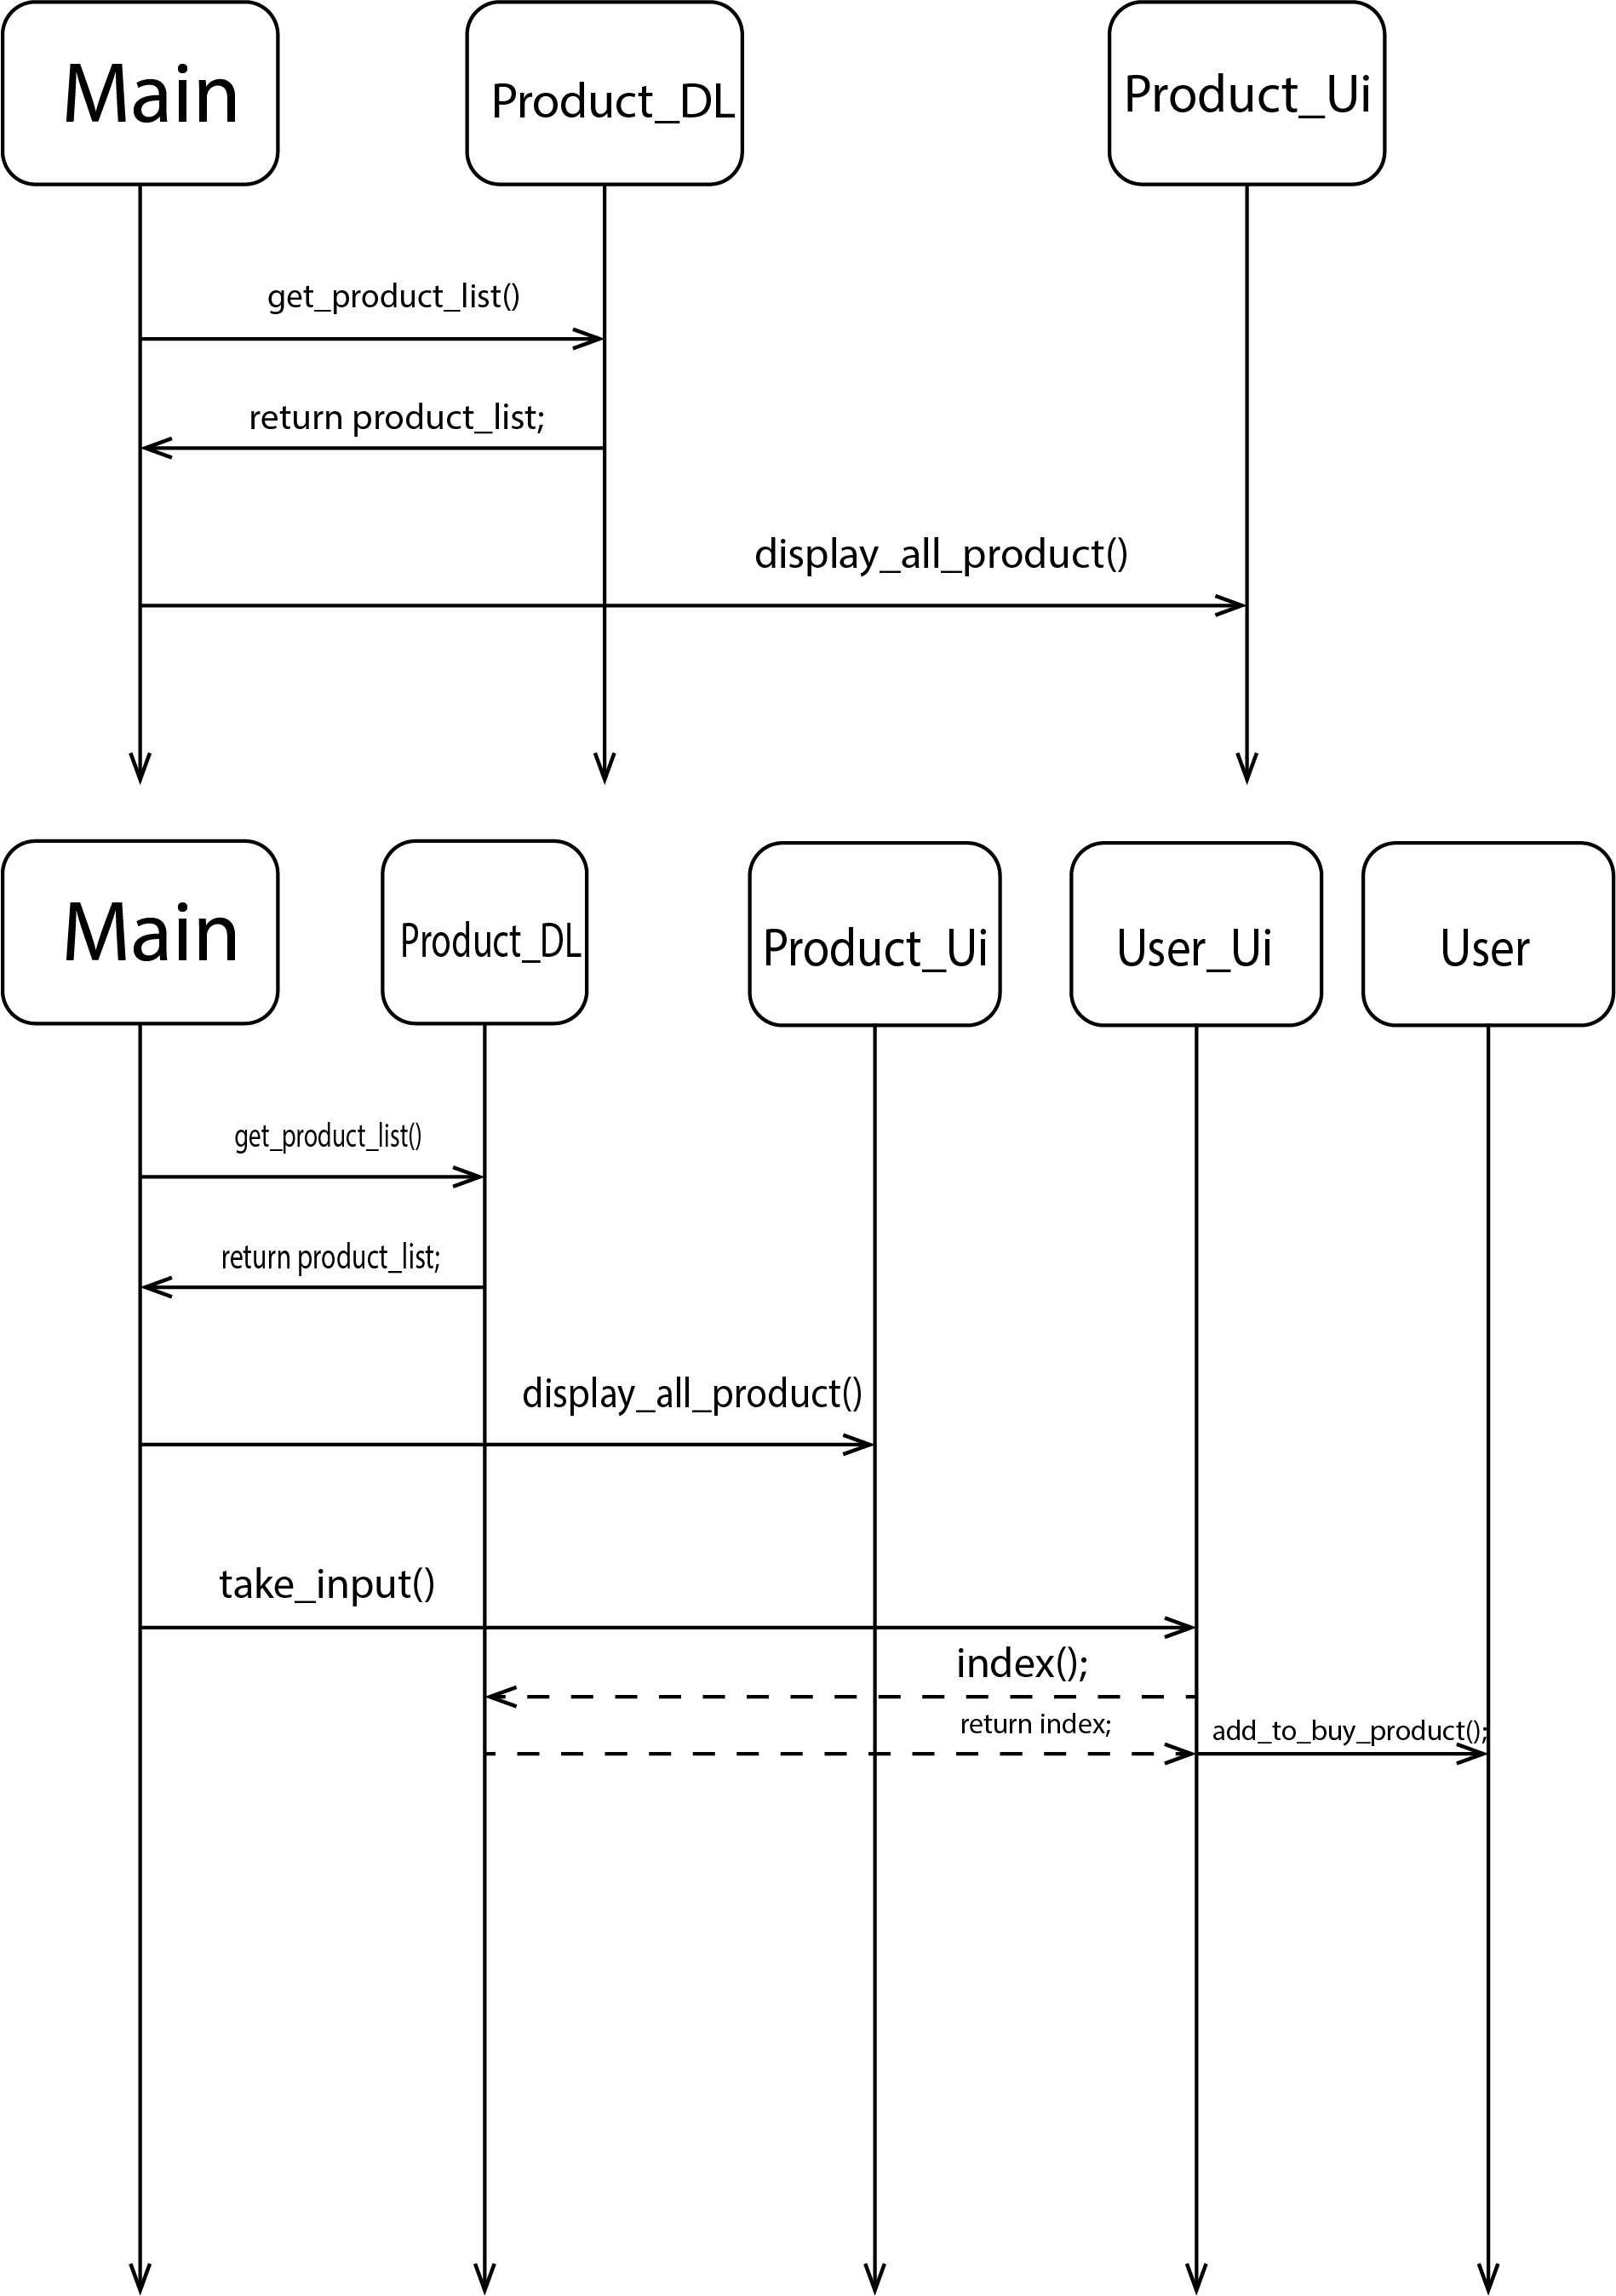 Main
Product_DL
Product_Ui
get_product_list()
return product_list;
display_all_product()
Main
Product_DL
Product_Ui
User_Ui
User
get_product_list()
return product_list;
display_all_product()
take_input()
index();
return index;
add_to_buy_product();